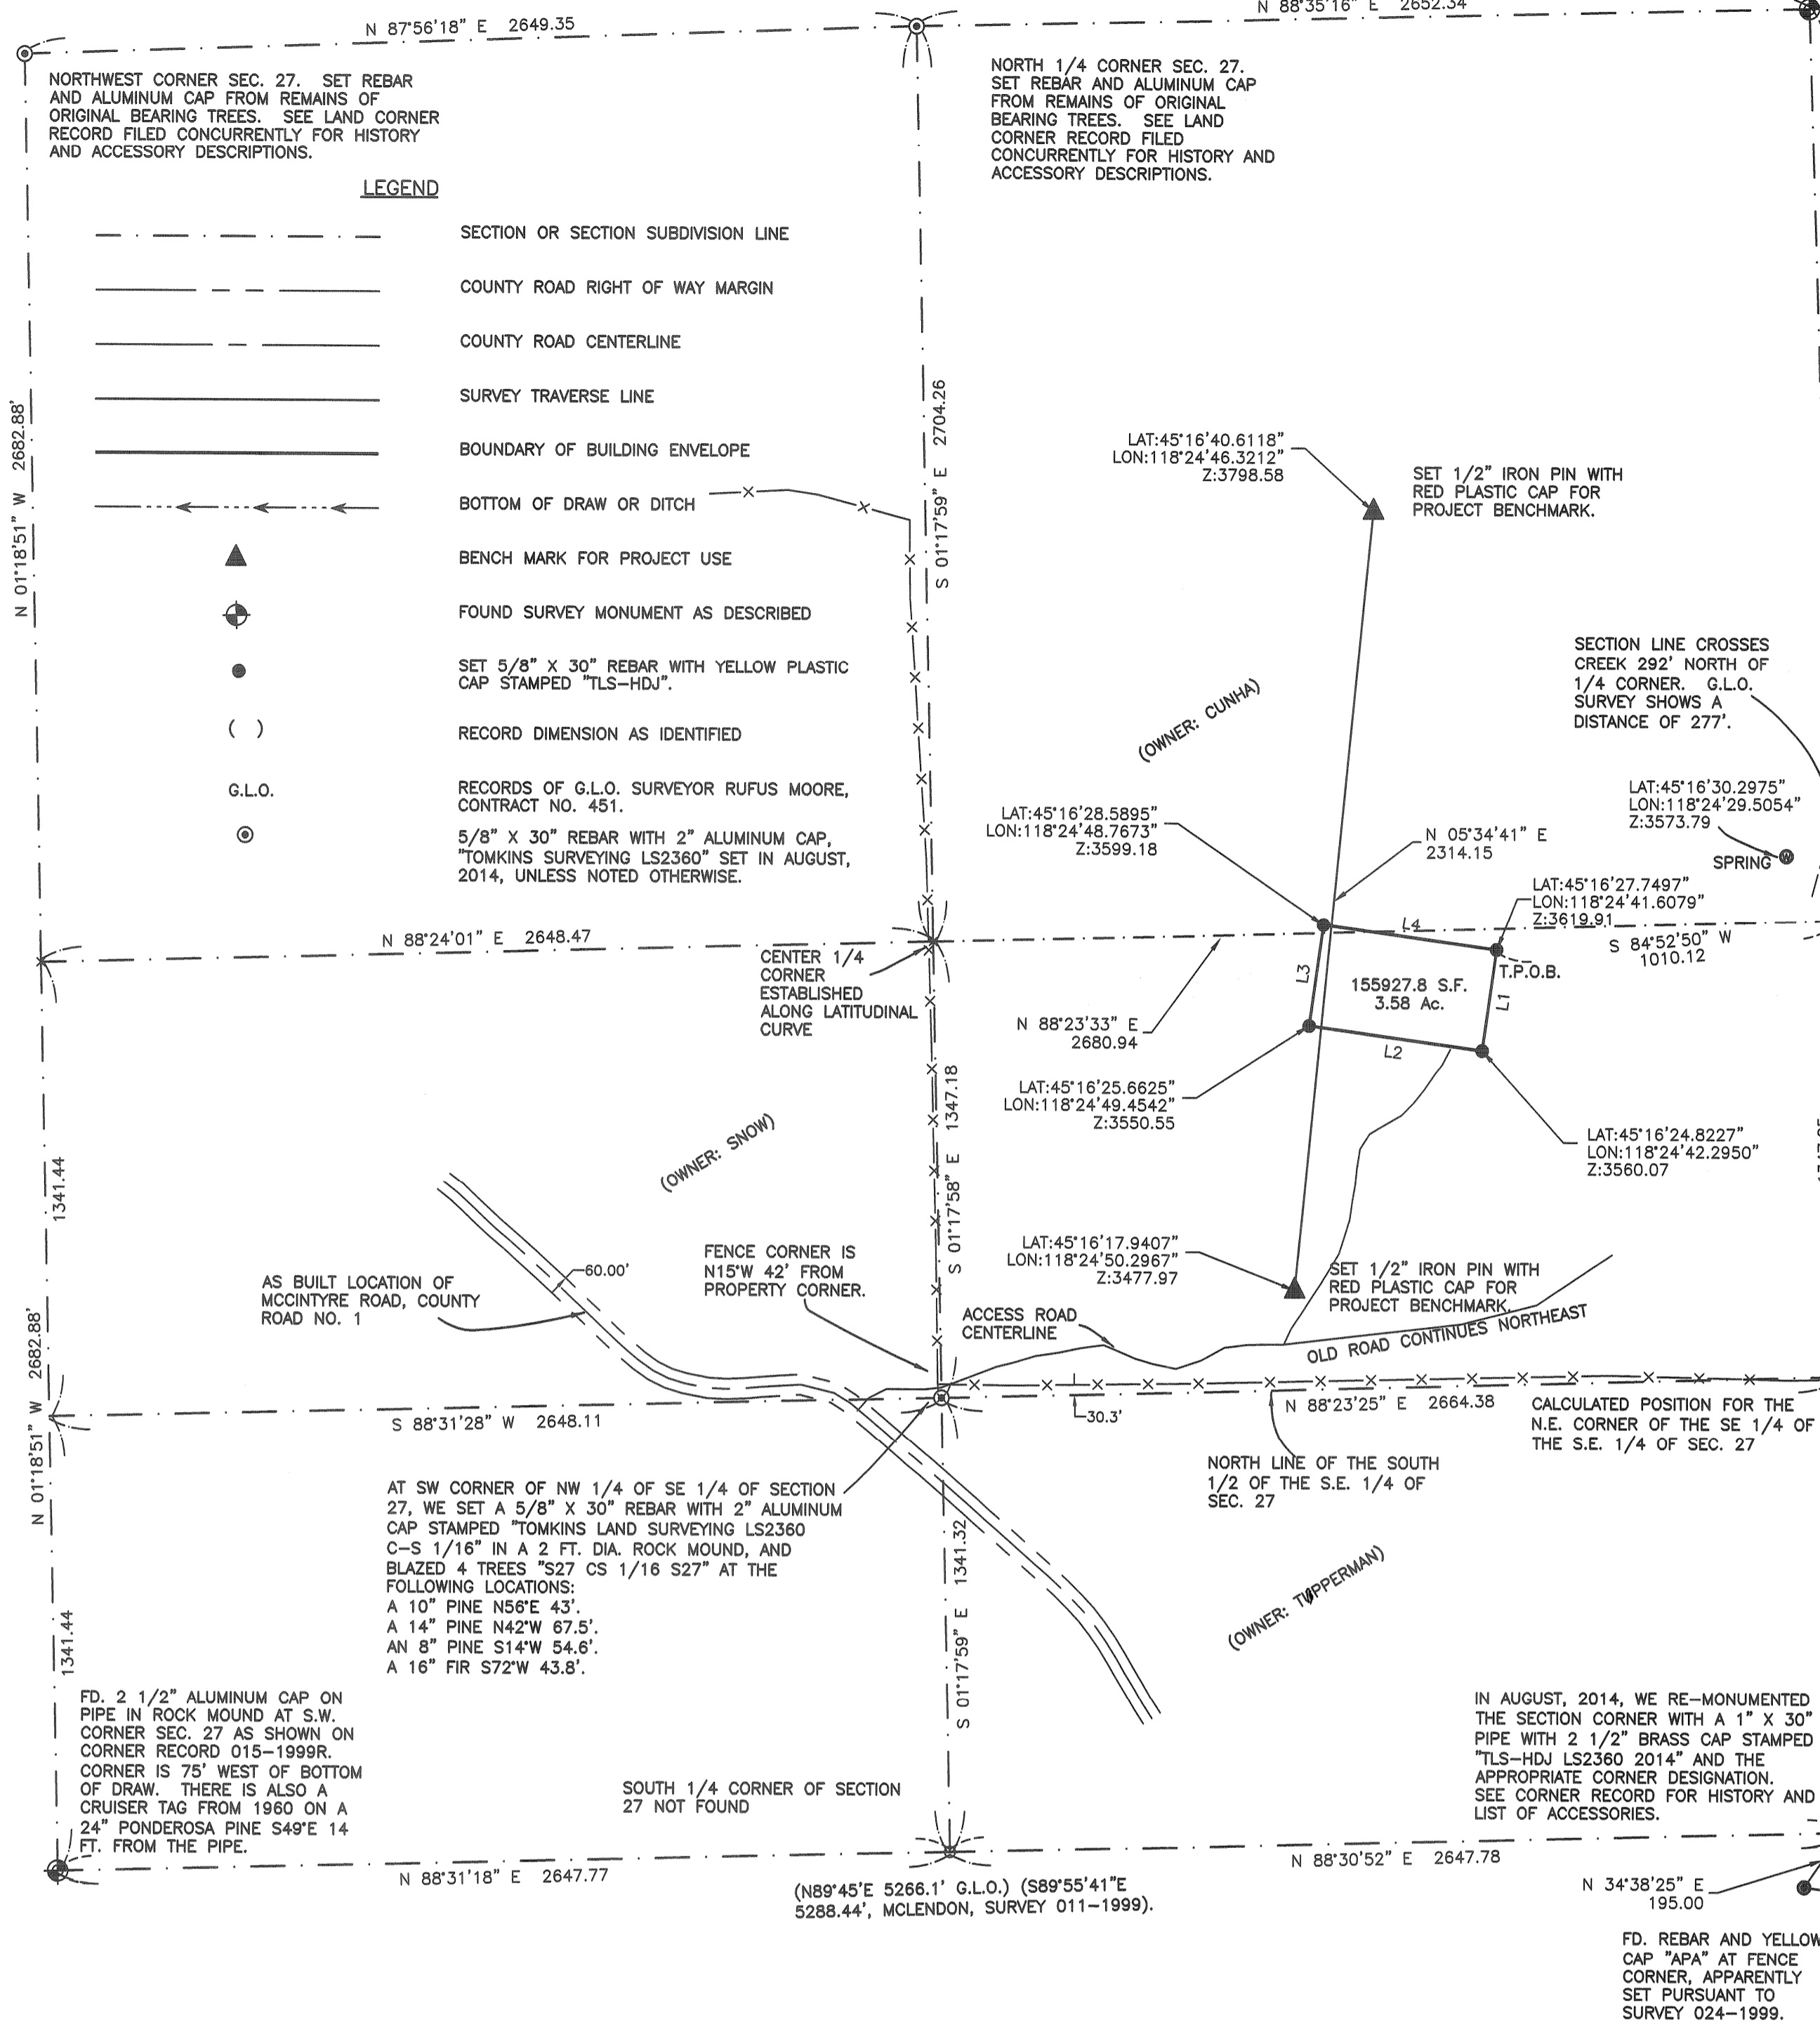 N 87°56'18" E 2649.35
N 88°35'16" E 2652.34
NORTHWEST CORNER SEC. 27. SET REBAR
AND ALUMINUM CAP FROM REMAINS OF
ORIGINAL BEARING TREES. SEE LAND CORNER
RECORD FILED CONCURRENTLY FOR HISTORY
AND ACCESSORY DESCRIPTIONS.
NORTH 1/4 CORNER SEC. 27.
SET REBAR AND ALUMINUM CAP
FROM REMAINS OF ORIGINAL
BEARING TREES. SEE LAND
CORNER RECORD FILED
CONCURRENTLY FOR HISTORY AND
ACCESSORY DESCRIPTIONS.
LEGEND
SECTION OR SECTION SUBDIVISION LINE
COUNTY ROAD RIGHT OF WAY MARGIN
COUNTY ROAD CENTERLINE
SURVEY TRAVERSE LINE
BOUNDARY OF BUILDING ENVELOPE
BOTTOM OF DRAW OR DITCH
BENCH MARK FOR PROJECT USE
FOUND SURVEY MONUMENT AS DESCRIBED
SET 5/8" X 30" REBAR WITH YELLOW PLASTIC
CAP STAMPED "TLS-HDJ".
( ) RECORD DIMENSION AS IDENTIFIED
G.L.O. RECORDS OF G.L.O. SURVEYOR RUFUS MOORE,
CONTRACT NO. 451.
5/8" X 30" REBAR WITH 2" ALUMINUM CAP,
"TOMKINS SURVEYING LS2360" SET IN AUGUST,
2014, UNLESS NOTED OTHERWISE.
N 01°18'51" W 2682.88'
S 01°17'59" E 2704.26
LAT:45°16'40.6118"
LON:118°24'46.3212"
Z:3798.58
SET 1/2" IRON PIN WITH
RED PLASTIC CAP FOR
PROJECT BENCHMARK.
(OWNER: CUNHA)
SECTION LINE CROSSES
CREEK 292' NORTH OF
1/4 CORNER. G.L.O.
SURVEY SHOWS A
DISTANCE OF 277'.
LAT:45°16'30.2975"
LON:118°24'29.5054"
Z:3573.79
SPRING
W
LAT:45°16'28.5895"
LON:118°24'48.7673"
Z:3599.18
N 05°34'41" E
2314.15
LAT:45°16'27.7497"
LON:118°24'41.6079"
Z:3619.91
N 88°24'01" E 2648.47
L4
S 84°52'50" W
1010.12
T.P.O.B.
L3
155927.8 S.F.
3.58 Ac.
L1
L2
CENTER 1/4
CORNER
ESTABLISHED
ALONG LATITUDINAL
CURVE
N 88°23'33" E
2680.94
LAT:45°16'25.6625"
LON:118°24'49.4542"
Z:3550.55
LAT:45°16'24.8227"
LON:118°24'42.2950"
Z:3560.07
S 01°17'58" E 1347.18
1341.44
(OWNER: SNOW)
LAT:45°16'17.9407"
LON:118°24'50.2967"
Z:3477.97
SET 1/2" IRON PIN WITH
RED PLASTIC CAP FOR
PROJECT BENCHMARK.
60.00'
AS BUILT LOCATION OF
MCCINTYRE ROAD, COUNTY
ROAD NO. 1
FENCE CORNER IS
N15°W 42' FROM
PROPERTY CORNER.
ACCESS ROAD
CENTERLINE
OLD ROAD CONTINUES NORTHEAST
N 01°18'51" W 2682.88'
S 88°31'28" W 2648.11
30.3'
N 88°23'25" E 2664.38
CALCULATED POSITION FOR THE
N.E. CORNER OF THE SE 1/4 OF
THE S.E. 1/4 OF SEC. 27
NORTH LINE OF THE SOUTH
1/2 OF THE S.E. 1/4 OF
SEC. 27
AT SW CORNER OF NW 1/4 OF SE 1/4 OF SECTION
27, WE SET A 5/8" X 30" REBAR WITH 2" ALUMINUM
CAP STAMPED "TOMKINS LAND SURVEYING LS2360
C-S 1/16" IN A 2 FT. DIA. ROCK MOUND, AND
BLAZED 4 TREES "S27 CS 1/16 S27" AT THE
FOLLOWING LOCATIONS:
A 10" PINE N56°E 43'.
A 14" PINE N42°W 67.5'.
AN 8" PINE S14°W 54.6'.
A 16" FIR S72°W 43.8'.
S 01°17'59" E 1341.32
1341.44
(OWNER:
FD. 2 1/2" ALUMINUM CAP ON
PIPE IN ROCK MOUND AT S.W.
CORNER SEC. 27 AS SHOWN ON
CORNER RECORD 015-1999R.
CORNER IS 75' WEST OF BOTTOM
OF DRAW. THERE IS ALSO A
CRUISER TAG FROM 1960 ON A
24" PONDEROSA PINE S49°E 14
FT. FROM THE PIPE.
SOUTH 1/4 CORNER OF SECTION
27 NOT FOUND
IN AUGUST, 2014, WE RE-MONUMENTED
THE SECTION CORNER WITH A 1" X 30"
PIPE WITH 2 1/2" BRASS CAP STAMPED
"TLS-HDJ LS2360 2014" AND THE
APPROPRIATE CORNER DESIGNATION.
SEE CORNER RECORD FOR HISTORY AND
LIST OF ACCESSORIES.
N 88°31'18" E 2647.77
N 88°30'52" E 2647.78
(N89°45'E 5266.1' G.L.O.) (S89°55'41"E
5288.44', MCLENDON, SURVEY 011-1999).
N 34°38'25" E
195.00
FD. REBAR AND YELLOW
CAP "APA" AT FENCE
CORNER, APPARENTLY
SET PURSUANT TO
SURVEY 024-1999.